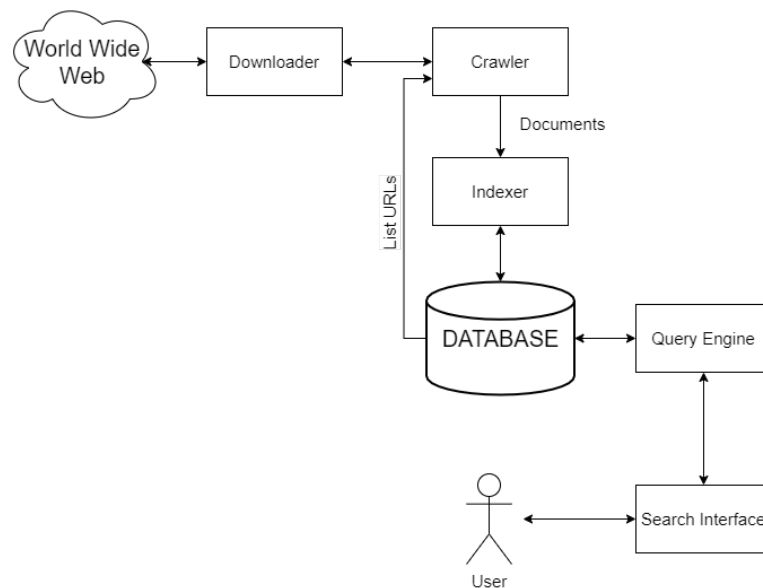 World Wide
Web
Downloader
Crawler
Documents
Indexer
List URLs
DATABASE
Query Engine
Search Interface
User